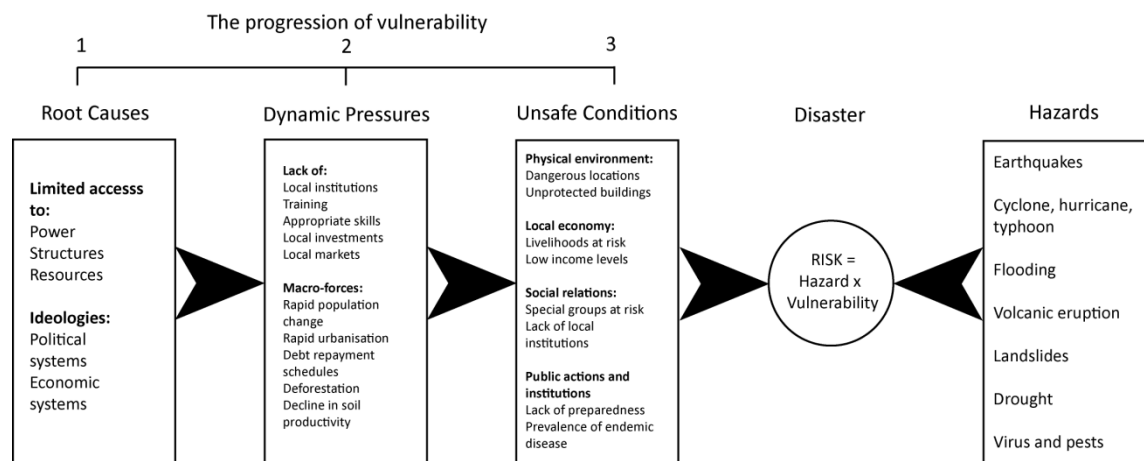 The progression of vulnerability
1
2
3
Root Causes
Limited accesss
to:
Power
Structures
Resources
Ideologies:
Political
systems
Economic
systems
Dynamic Pressures
Lack of:
Local institutions
Training
Appropriate skills
Local investments
Local markets
Macro-forces:
Rapid population
change
Rapid urbanisation
Debt repayment
schedules
Deforestation
Decline in soil
productivity
Unsafe Conditions
Physical environment:
Dangerous locations
Unprotected buildings
Local economy:
Livelihoods at risk
Low income levels
Social relations:
Special groups at risk
Lack of local
institutions
Public actions and
institutions
Lack of preparedness
Prevalence of endemic
disease
Disaster
RISK =
Hazard x
Vulnerability
Hazards
Earthquakes
Cyclone, hurricane,
typhoon
Flooding
Volcanic eruption
Landslides
Drought
Virus and pests